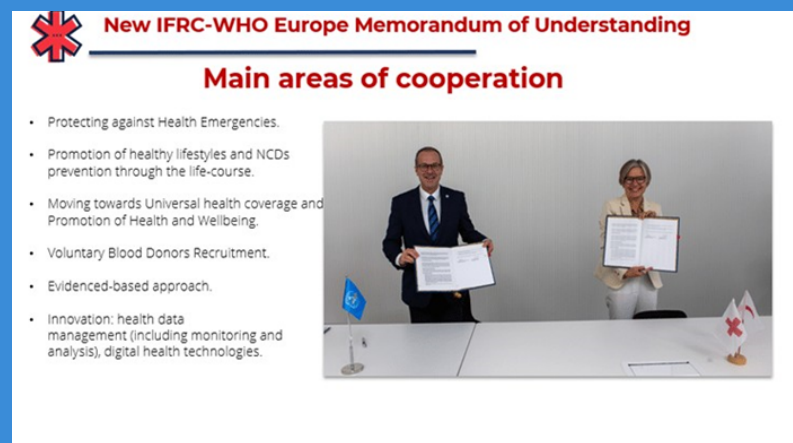 New IFRC-WHO Europe Memorandum of Understanding
Main areas of cooperation
• Protecting against Health Emergencies.
• Promotion of healthy lifestyles and NCDs
prevention through the life-course.
• Moving towards Universal health coverage and
Promotion of Health and Wellbeing.
• Voluntary Blood Donors Recruitment.
• Evidenced-based approach.
• Innovation: health data
management (including monitoring and
analysis), digital health technologies.